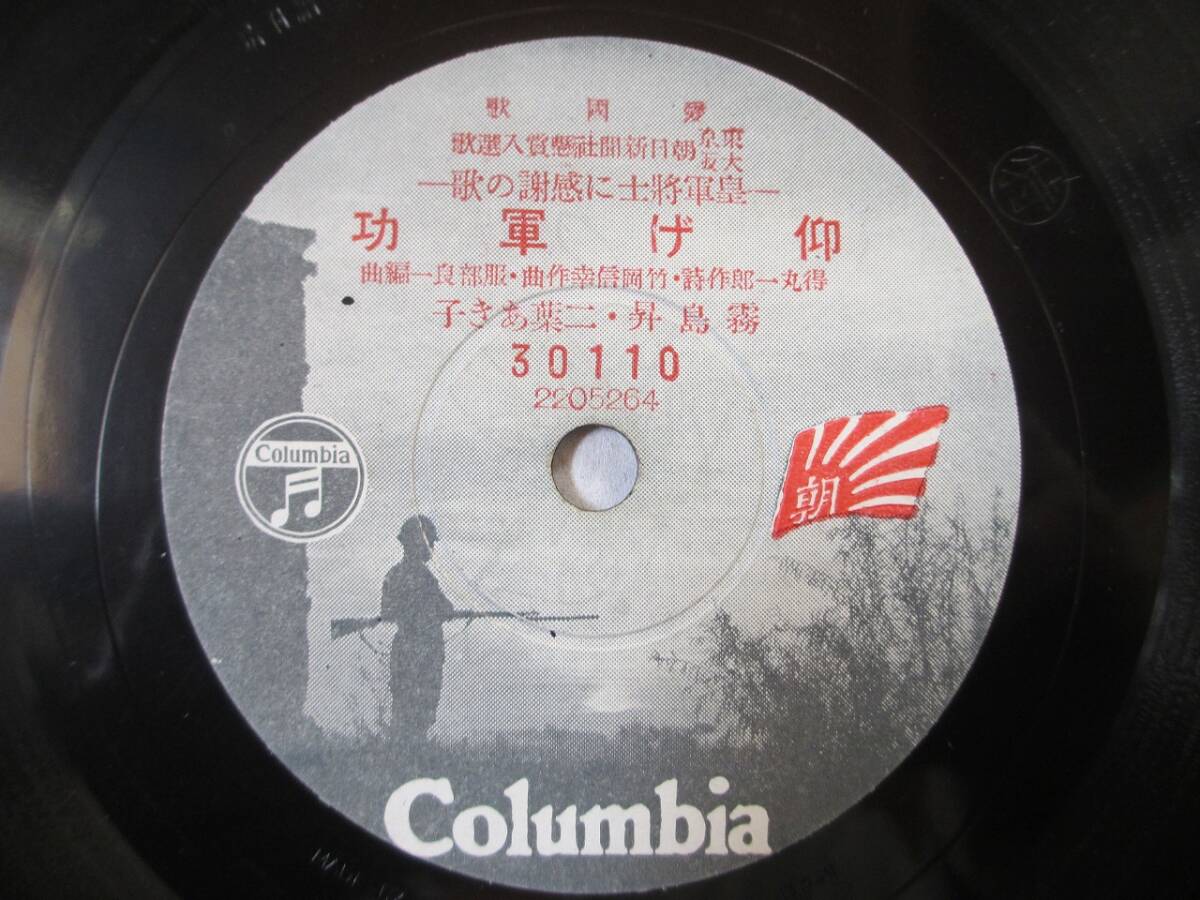 愛國歌
東京大阪朝日新聞社懸賞入選歌
—皇軍將士に感謝の歌—
仰げ軍功
得丸一郎作詩・竹岡信幸作曲・服部良一編曲
霧島昇・二葉あき子
30110
2205264
Columbia
朝
Columbia